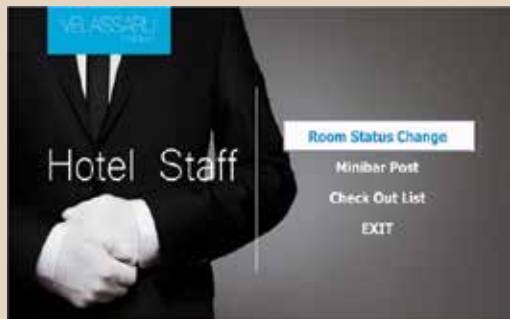 VELASSARU
Hotel Staff
Room Status Change
Minibar Post
Check Out List
EXIT